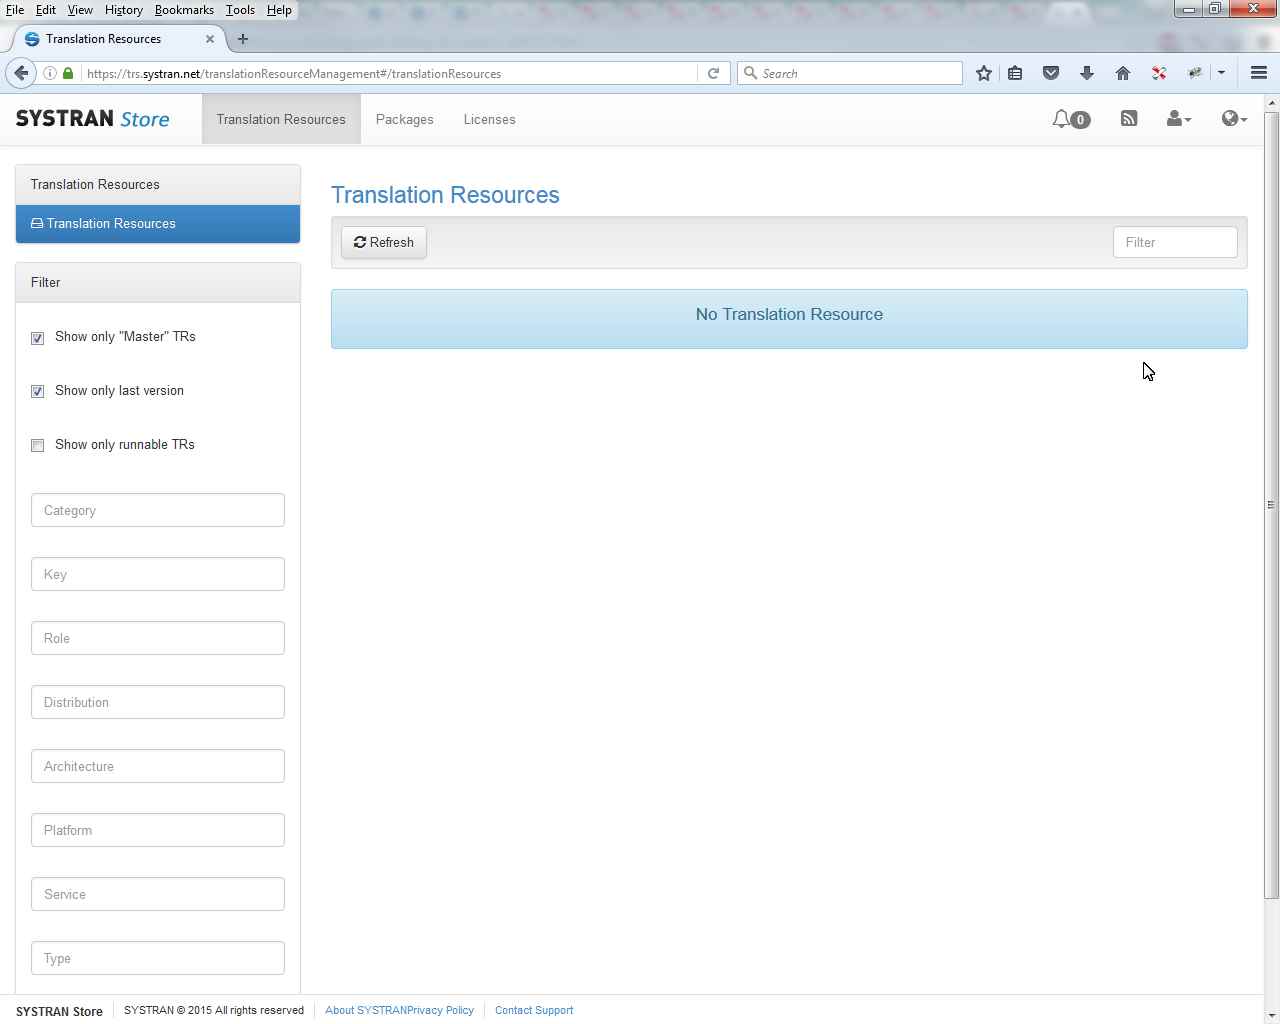 File Edit View History Bookmarks Tools Help
Translation Resources
https://trs.systran.net/translationResourceManagement#/translationResources
Search
SYSTRAN Store
Translation Resources
Packages
Licenses
0
Translation Resources
Translation Resources
Filter
Show only "Master" TRs
Show only last version
Show only runnable TRs
Category
Key
Role
Distribution
Architecture
Platform
Service
Type
Translation Resources
Refresh
Filter
No Translation Resource
SYSTRAN Store
SYSTRAN © 2015 All rights reserved
About SYSTRANPrivacy Policy
Contact Support